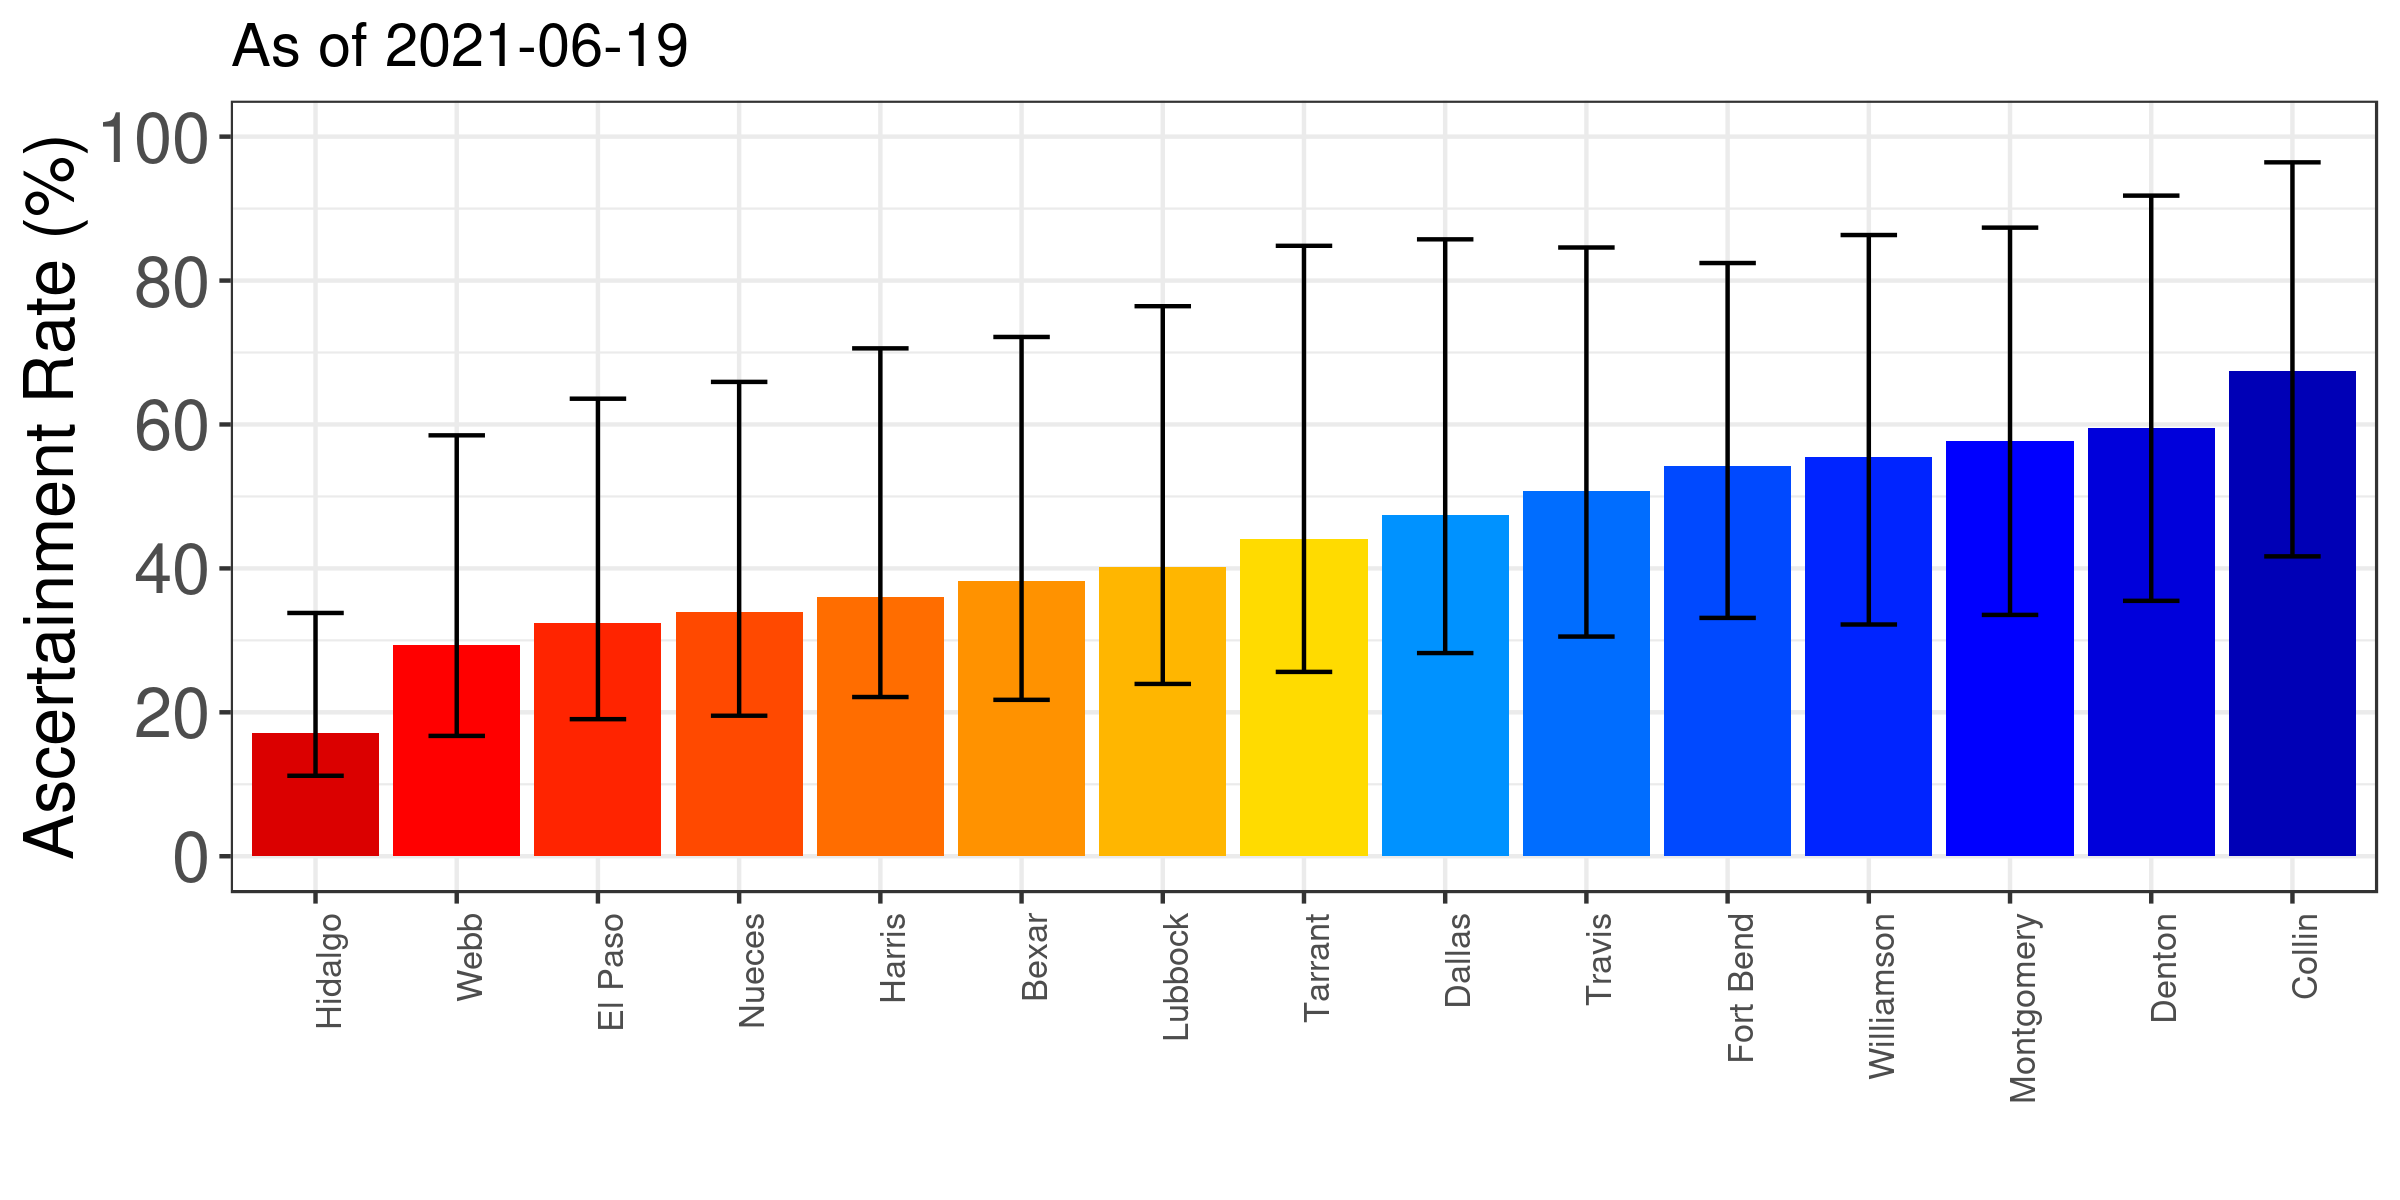 As of 2021-06-19
Ascertainment Rate (%)
100
80
60
40
20
0
Hidalgo
Webb
El Paso
Nueces
Harris
Bexar
Lubbock
Tarrant
Dallas
Travis
Fort Bend
Williamson
Montgomery
Denton
Collin